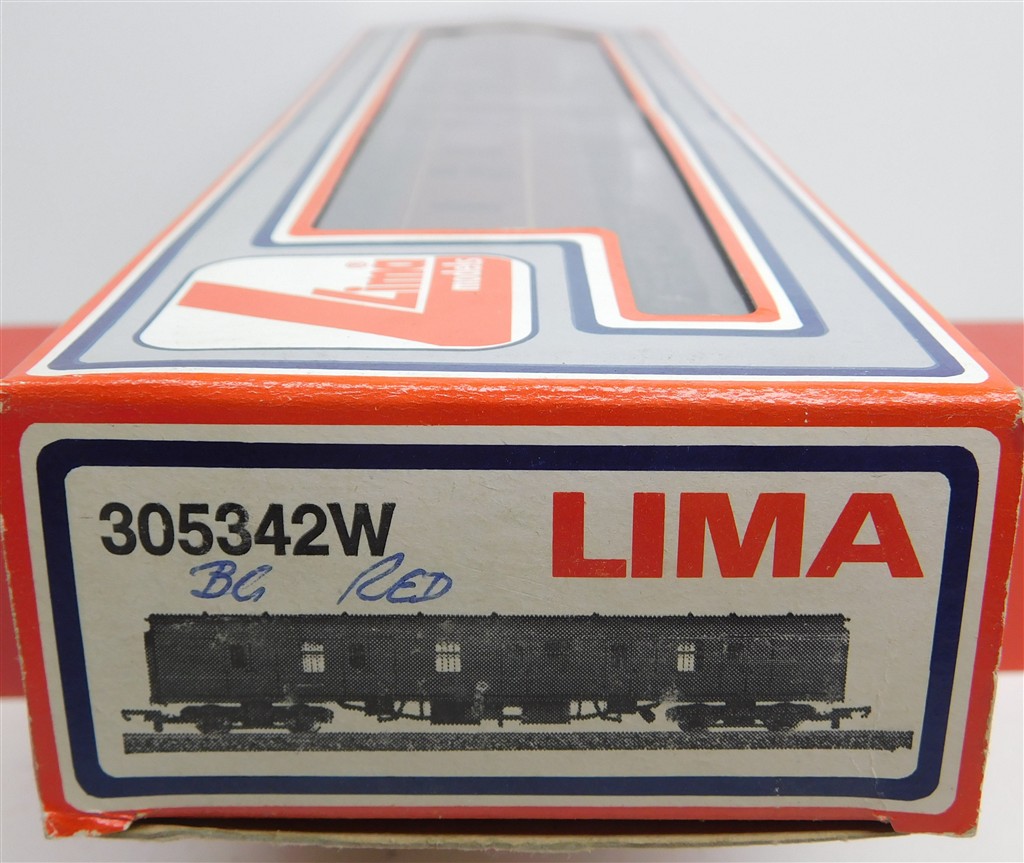 Lima
models
305342W
LIMA
BG RED